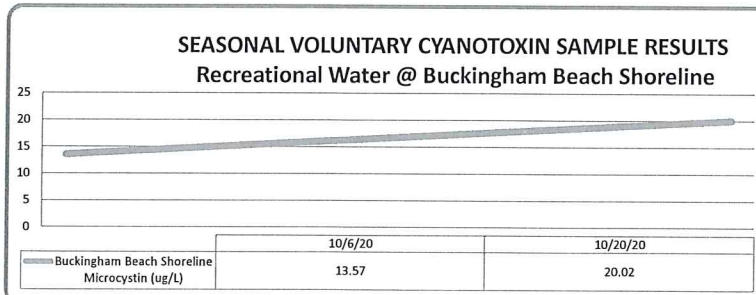 SEASONAL VOLUNTARY CYANOTOXIN SAMPLE RESULTS
Recreational Water @ Buckingham Beach Shoreline
25
20
15
10
5
0
10/6/20 10/20/20
Buckingham Beach Shoreline
Microcystin (ug/L) 13.57 20.02